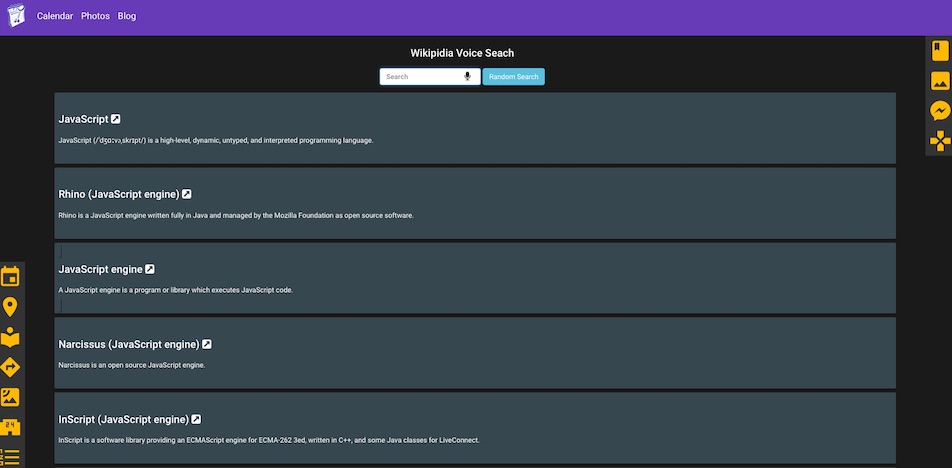 Calendar Photos Blog
Wikipidia Voice Seach
Search
Random Search
JavaScript
JavaScript (/ˈdʒɑːvəˌskrɪpt/) is a high-level, dynamic, untyped, and interpreted programming language.
Rhino (JavaScript engine)
Rhino is a JavaScript engine written fully in Java and managed by the Mozilla Foundation as open source software.
JavaScript engine
A JavaScript engine is a program or library which executes JavaScript code.
Narcissus (JavaScript engine)
Narcissus is an open source JavaScript engine.
24
InScript (JavaScript engine)
InScript is a software library providing an ECMAScript engine for ECMA-262 3ed, written in C++, and some Java classes for LiveConnect.